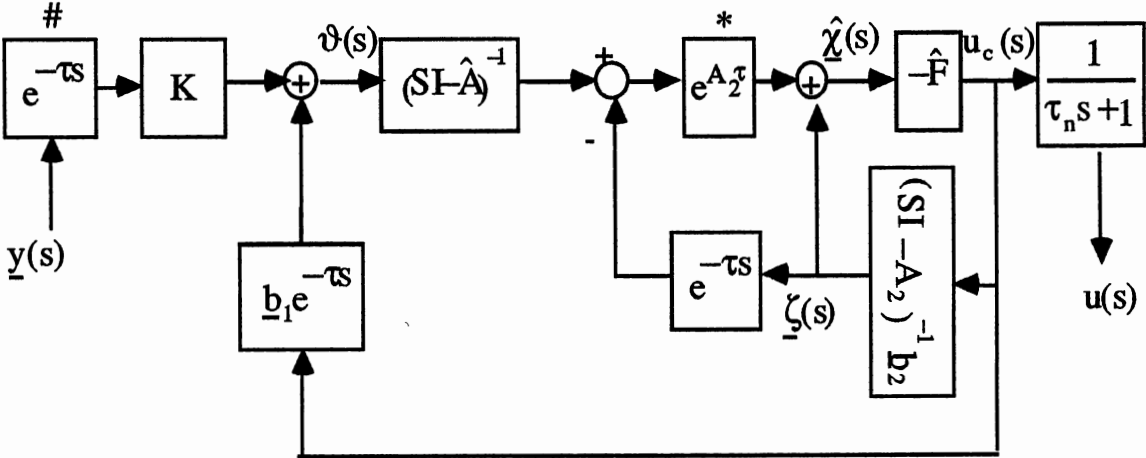 #
e^{-τs}
K
ϑ(s)
(SI-Â)^{-1}
+
+
-
*
e^{A_2 τ}
+
χ̂(s)
-F̂
u_c(s)
1
τ_n s+1
y(s)
b_1 e^{-τs}
e^{-τs}
ζ(s)
(SI -A_2)^{-1} b_2
u(s)